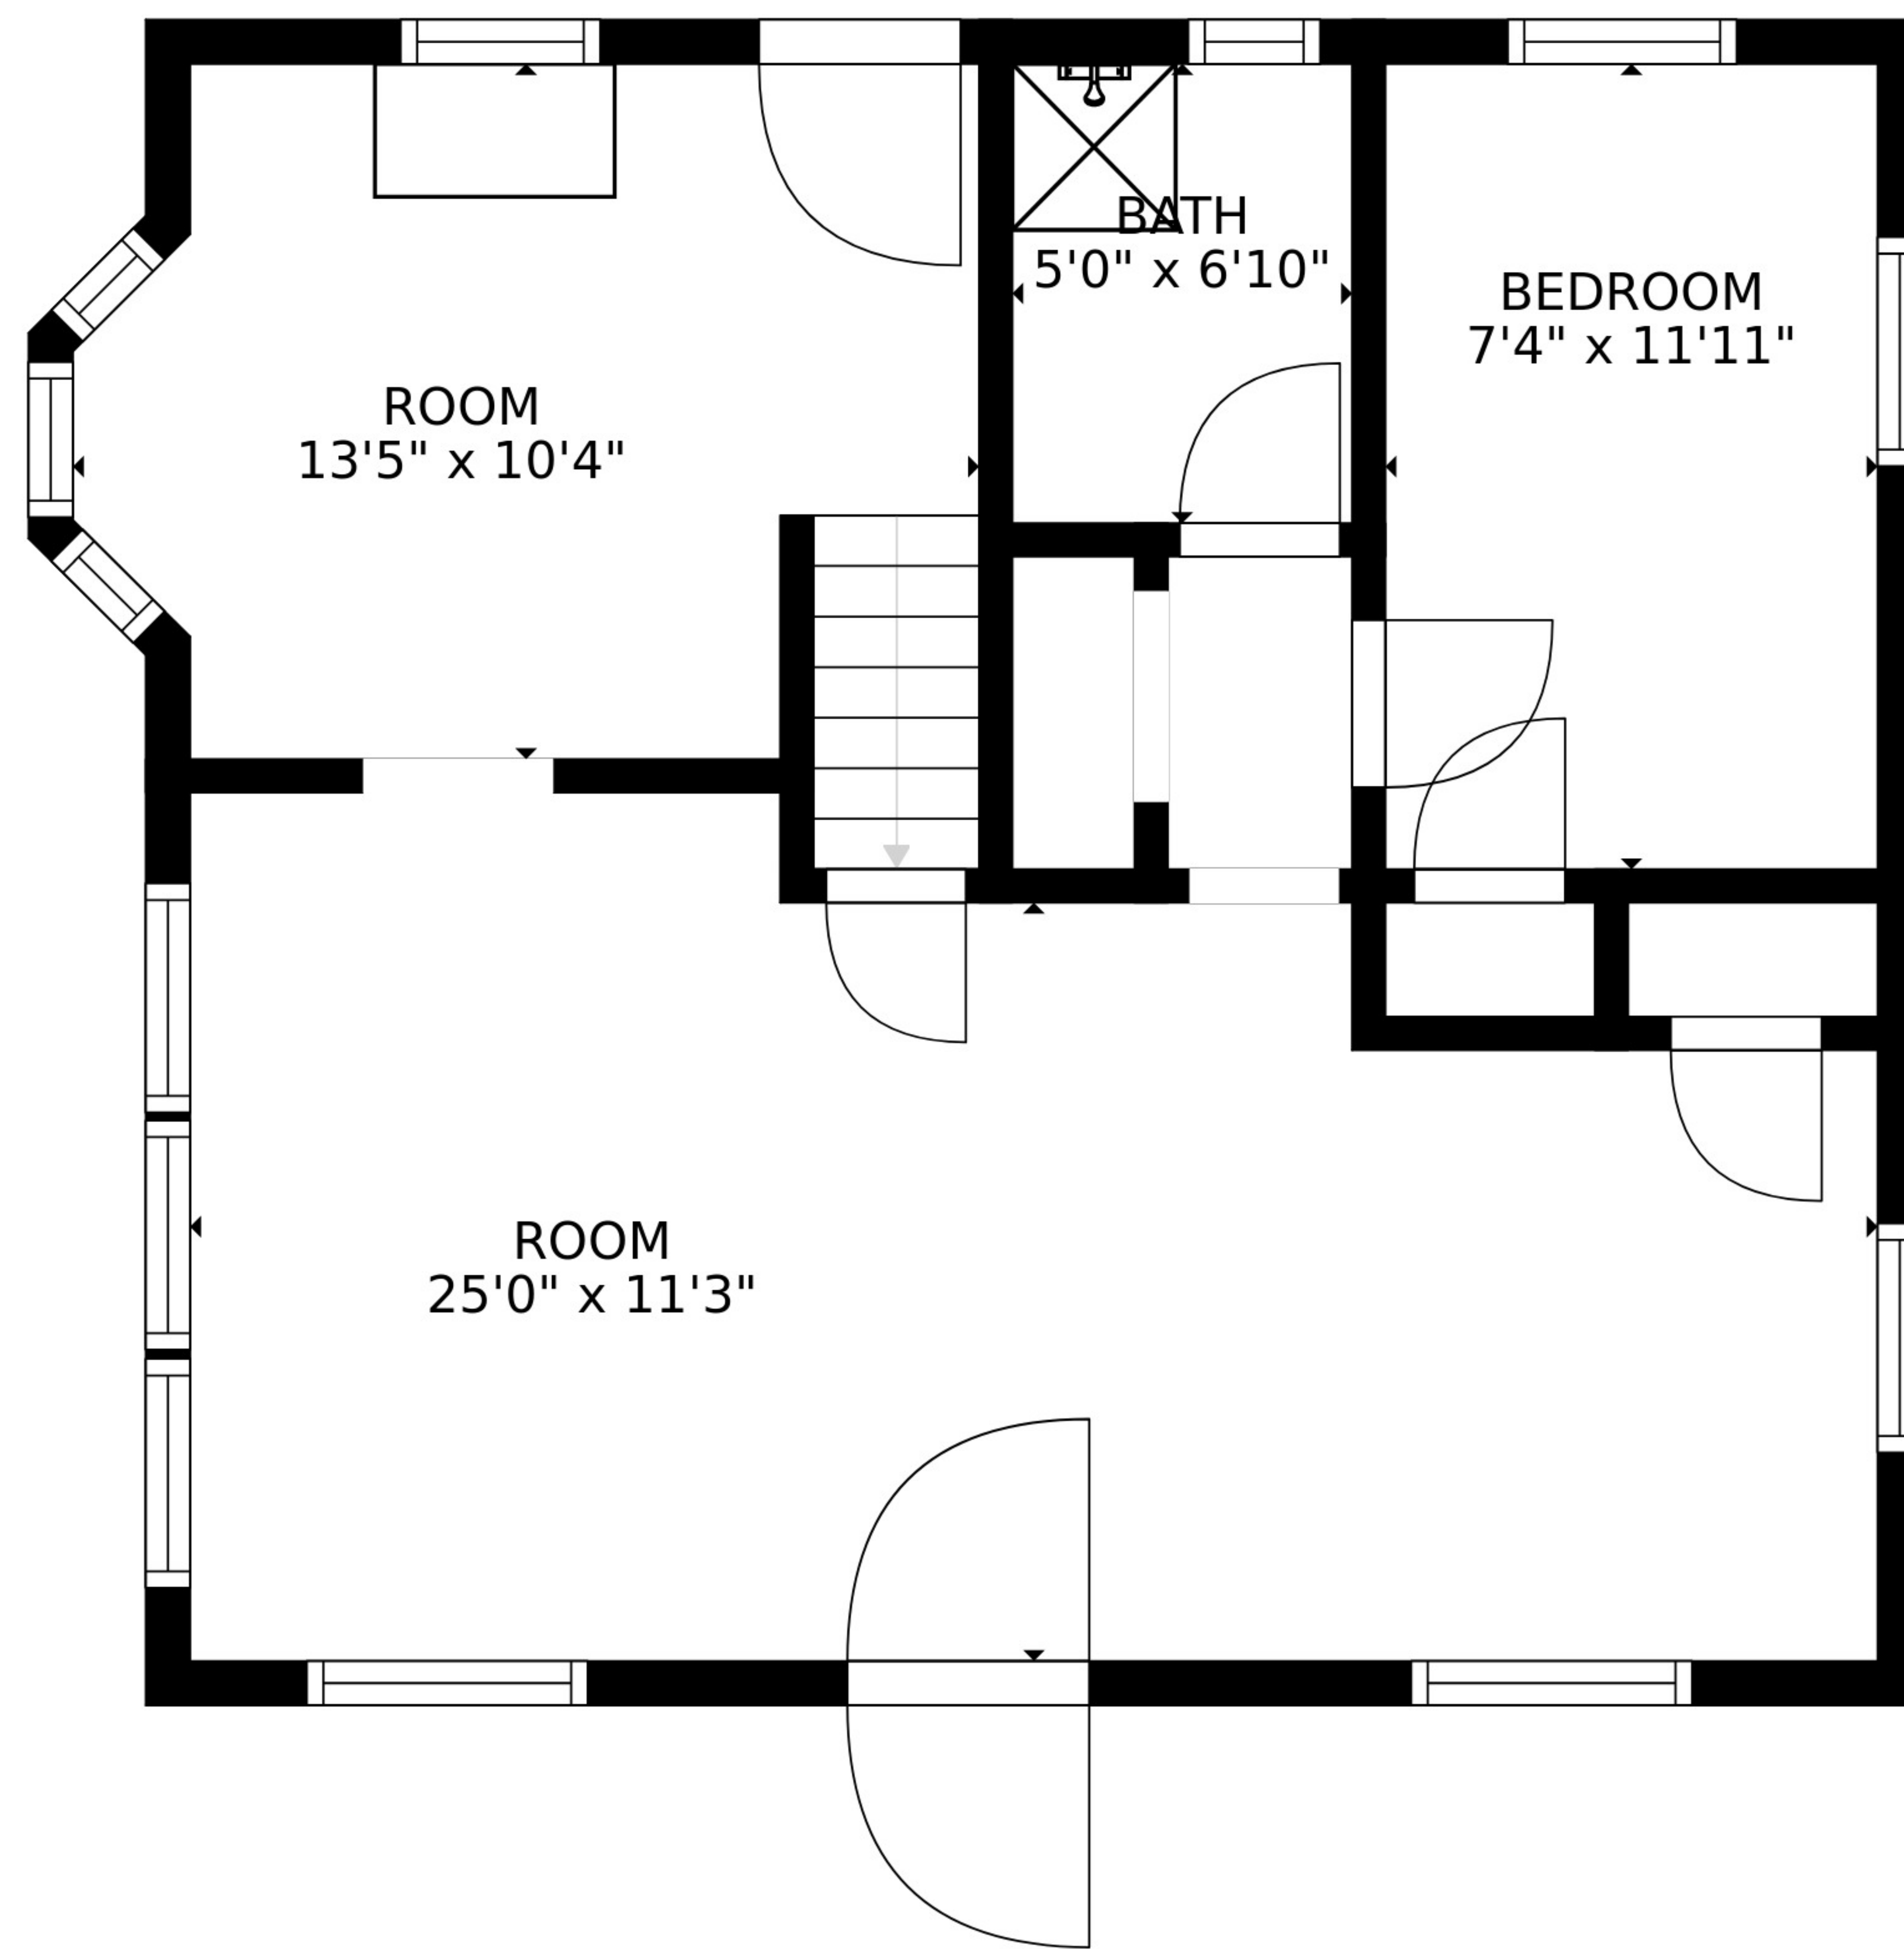 BATH
5'0" x 6'10"
BEDROOM
7'4" x 11'11"
ROOM
13'5" x 10'4"
ROOM
25'0" x 11'3"